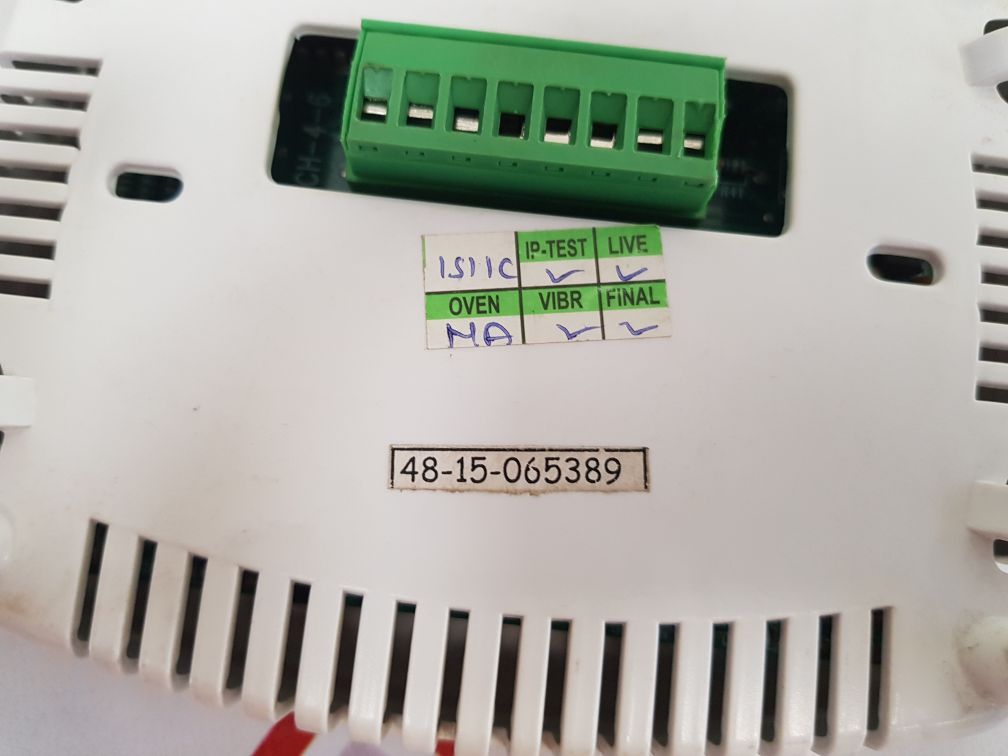 CH-4-6
IP-TEST LIVE
1511C ✓ ✓
OVEN VIBR FiNAL
NA ✓ ✓
48-15-065389